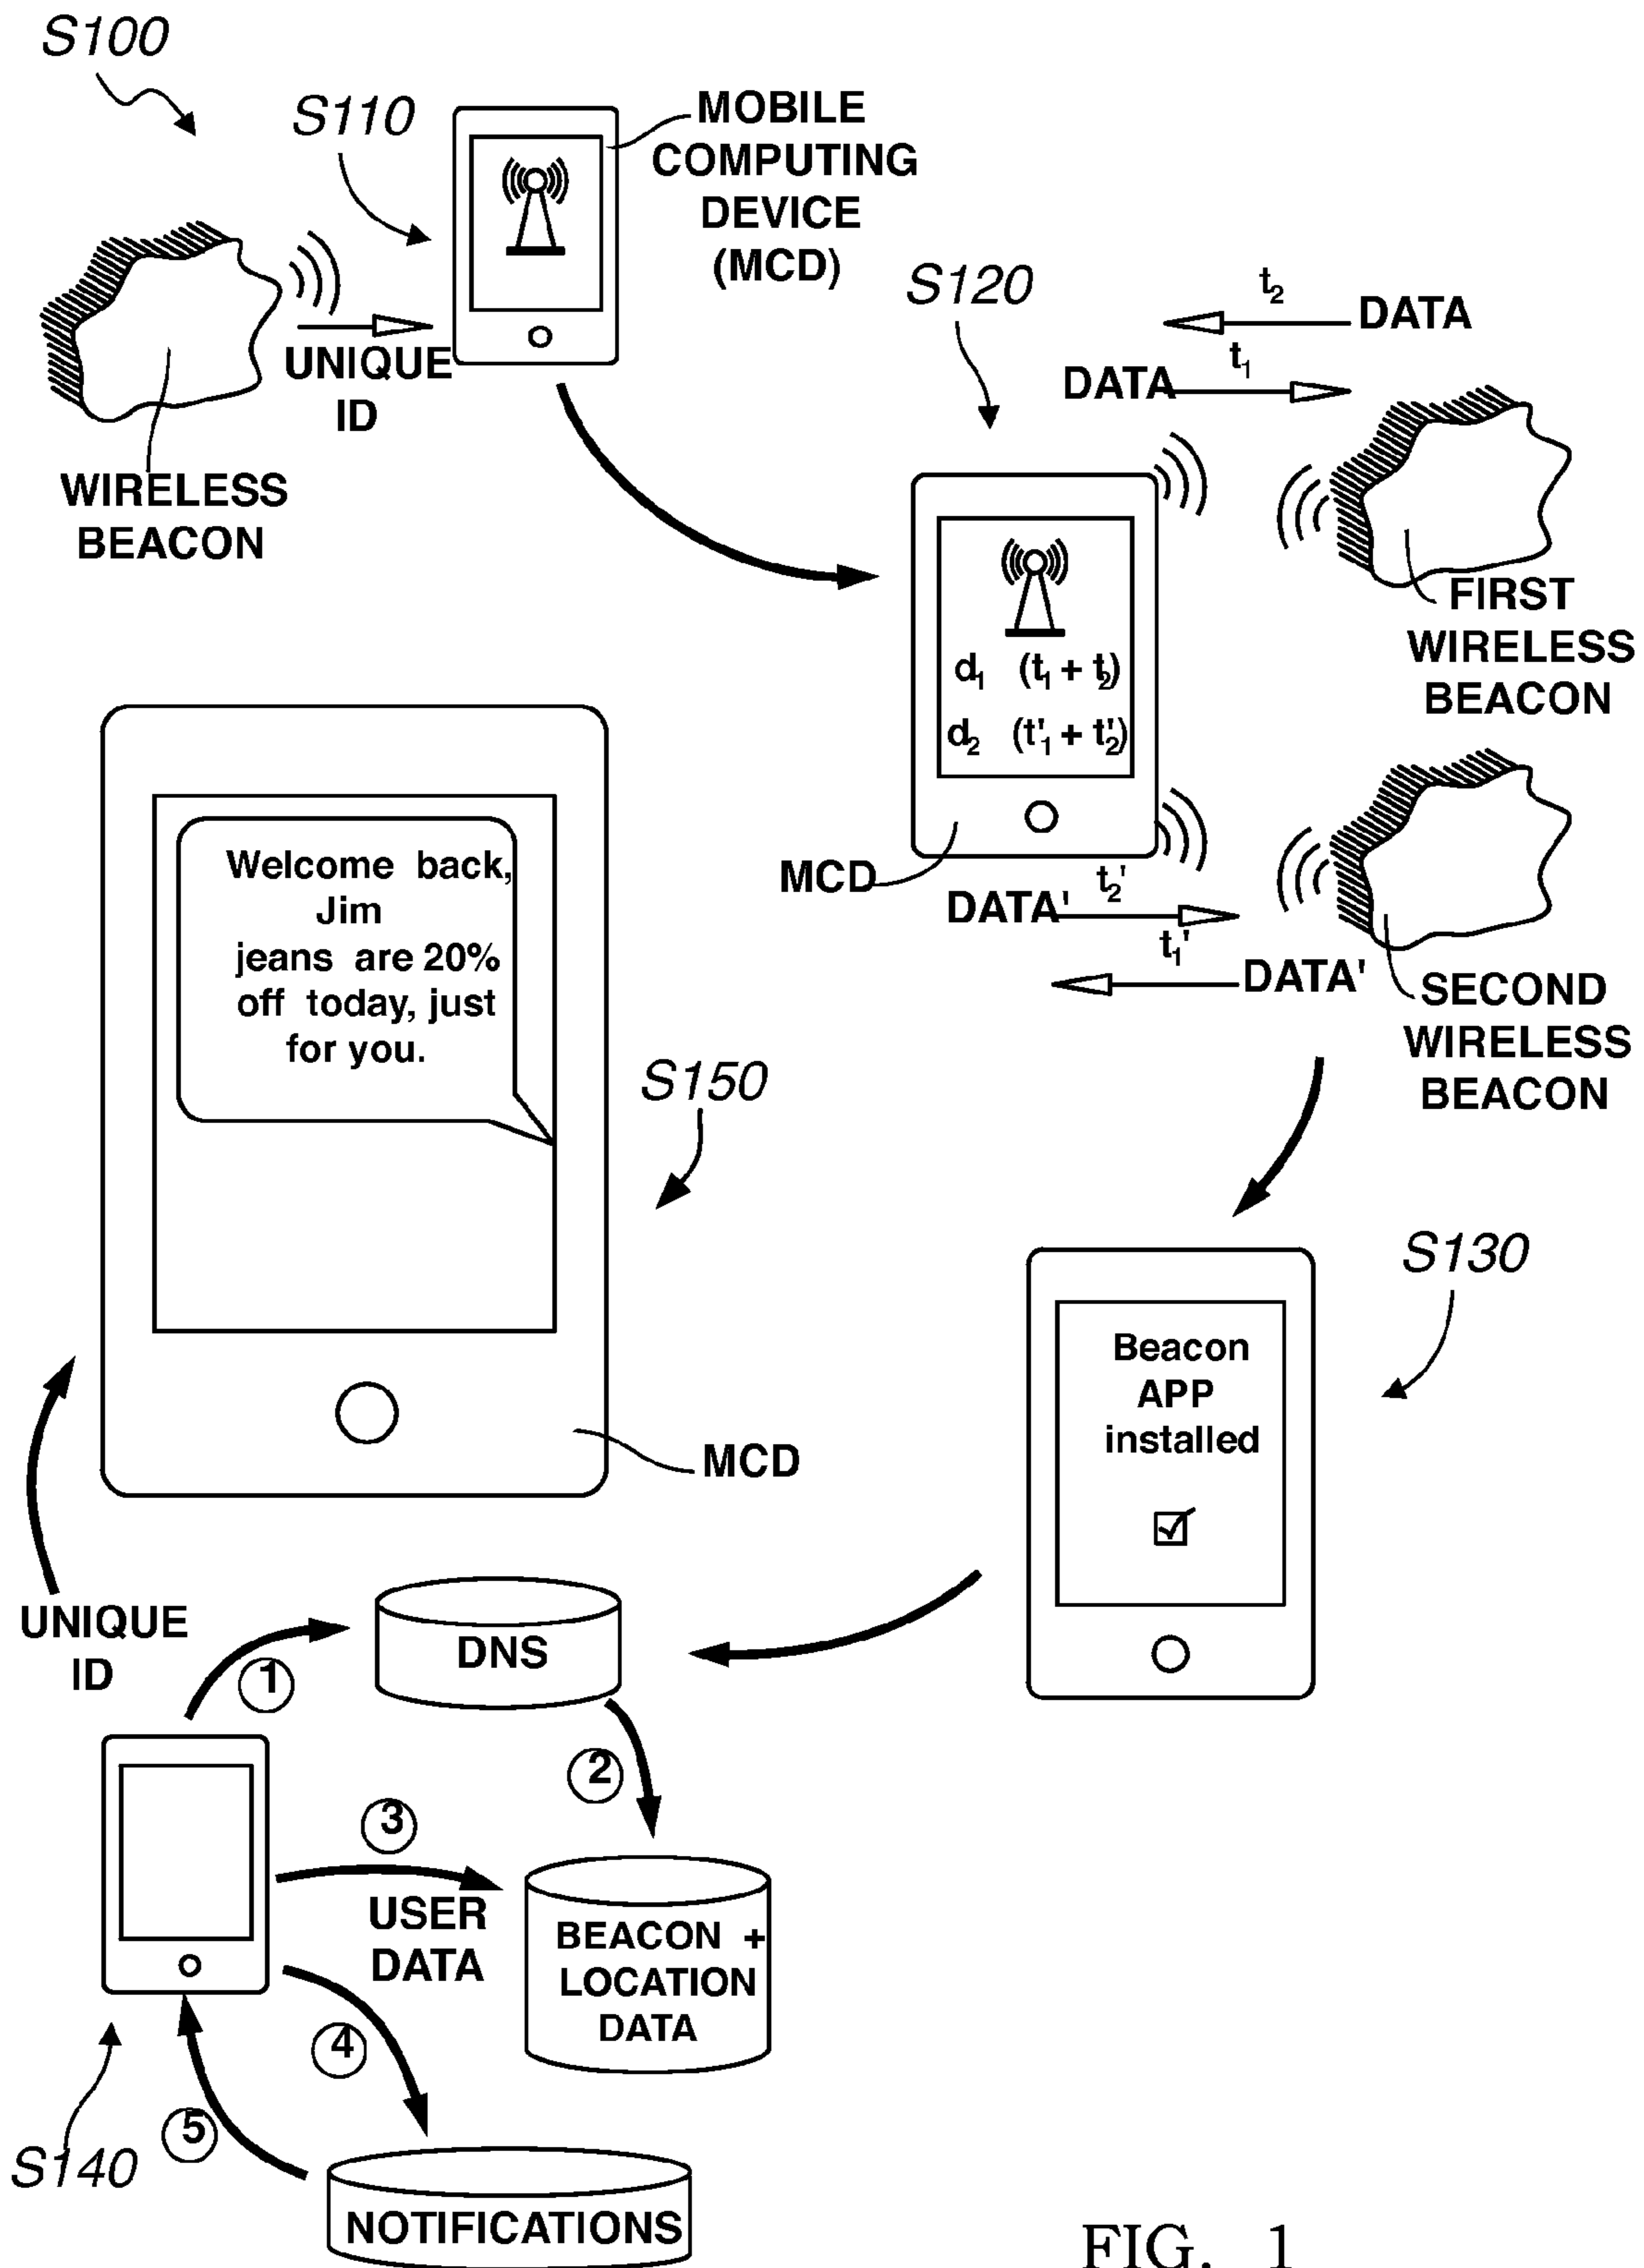 S100
S110
MOBILE
COMPUTING
DEVICE
(MCD)
UNIQUE
ID
WIRELESS
BEACON
S120
t2
DATA
t1
DATA
d1 (t1 + t2)
d2 (t'1 + t'2)
FIRST
WIRELESS
BEACON
MCD
t2'
DATA'
t1'
DATA'
SECOND
WIRELESS
BEACON
Welcome back,
Jim
jeans are 20%
off today, just
for you.
S150
MCD
S130
Beacon
APP
installed
UNIQUE
ID
1
DNS
2
3
USER
DATA
BEACON +
LOCATION
DATA
4
5
S140
NOTIFICATIONS
FIG. 1